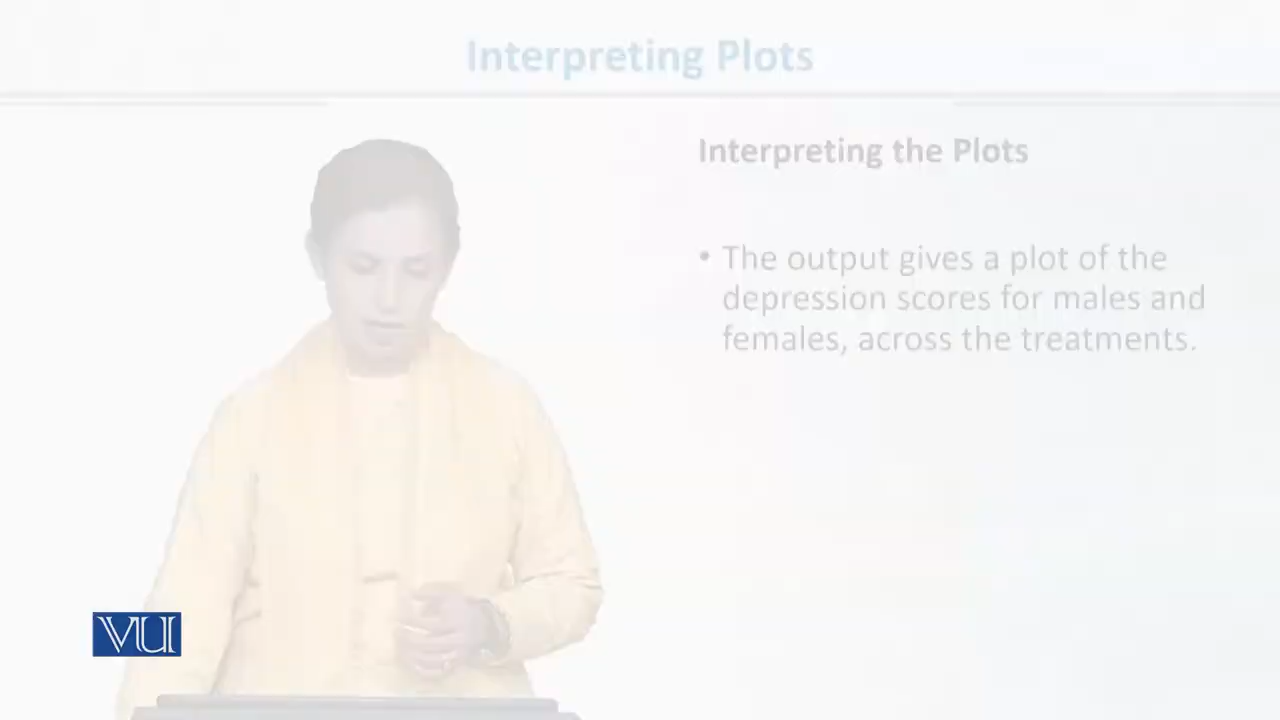 Interpreting Plots
Interpreting the Plots
• The output gives a plot of the
depression scores for males and
females, across the treatments.
VU